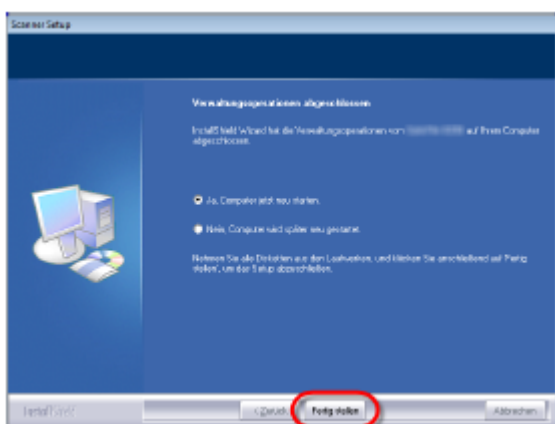 Scanner Setup
Verwaltungsoperationen abgeschlossen
InstallShield Wizard hat die Verwaltungsoperationen von auf Ihrem Computer
abgeschlossen.
Ja, Computer jetzt neu starten.
Nein, Computer wird später neu gestartet.
Nehmen Sie alle Disketten aus den Laufwerken, und klicken Sie anschließend auf 'Fertig
stellen', um das Setup abzuschließen.
InstallShield
< Zurück
Fertig stellen
Abbrechen